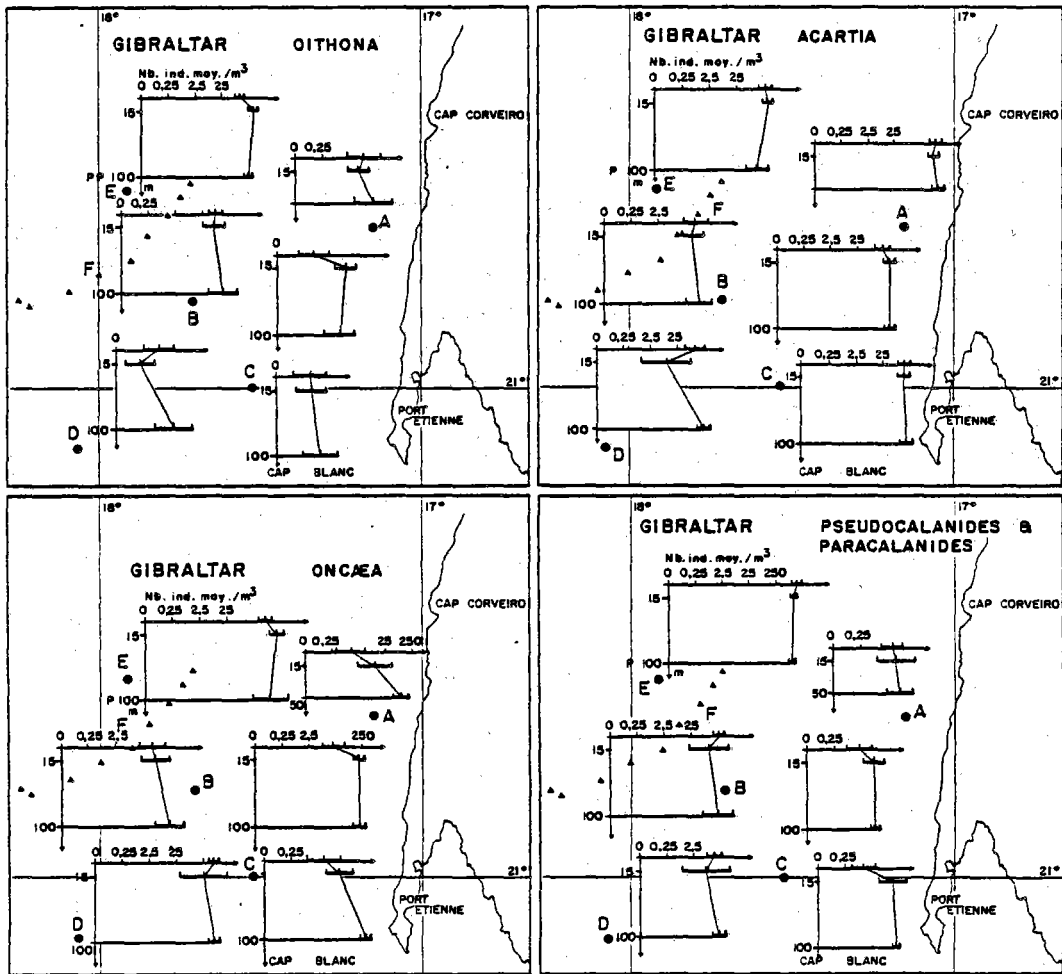 18° 17°
GIBRALTAR OITHONA
Nb. ind. moy./m³
0 0,25 2,5 25
15
CAP CORVEIRO
0 0,25
15
P P 100
m
E
0 0,25
15
A
0
15
F
100
B
100
0
15
C
0
15
21°
PORT
ETIENNE
100
D
100
CAP BLANC
18° 17°
GIBRALTAR ACARTIA
Nb. ind. moy./m³
0 0,25 2,5 25
15
CAP CORVEIRO
0 0,25 2,5 25
15
P 100
m
E
F
0 0,25 2,5
15
A
0 0,25 2,5 25
15
B
100
100
0 0,25 2,5 25
15
C
0 0,25 2,5 25
15
21°
PORT
ETIENNE
100
D
100
CAP BLANC
18° 17°
GIBRALTAR ONCÆA
Nb. ind. moy./m³
0 0,25 2,5 25
15
CAP CORVEIRO
0 0,25 25 250
15
E
P 100
m
50
A
F
0 0,25 2,5
15
0 0,25 2,5 250
15
B
100
100
0 0,25 2,5 25
15
C
0 0,25
21°
PORT
ETIENNE
D
100
100
CAP BLANC
18° 17°
GIBRALTAR PSEUDOCALANIDES &
PARACALANIDES
Nb. ind. moy./m³
0 0,25 2,5 25 250
15
CAP CORVEIRO
0 0,25
15
P 100
m
E
50
F
A
0 0,25 2,5 25
15
0 0,25
15
B
100
100
0 0,25 2,5
15
C
0 0,25
15
21°
PORT
ETIENNE
D
100
100
CAP BLANC